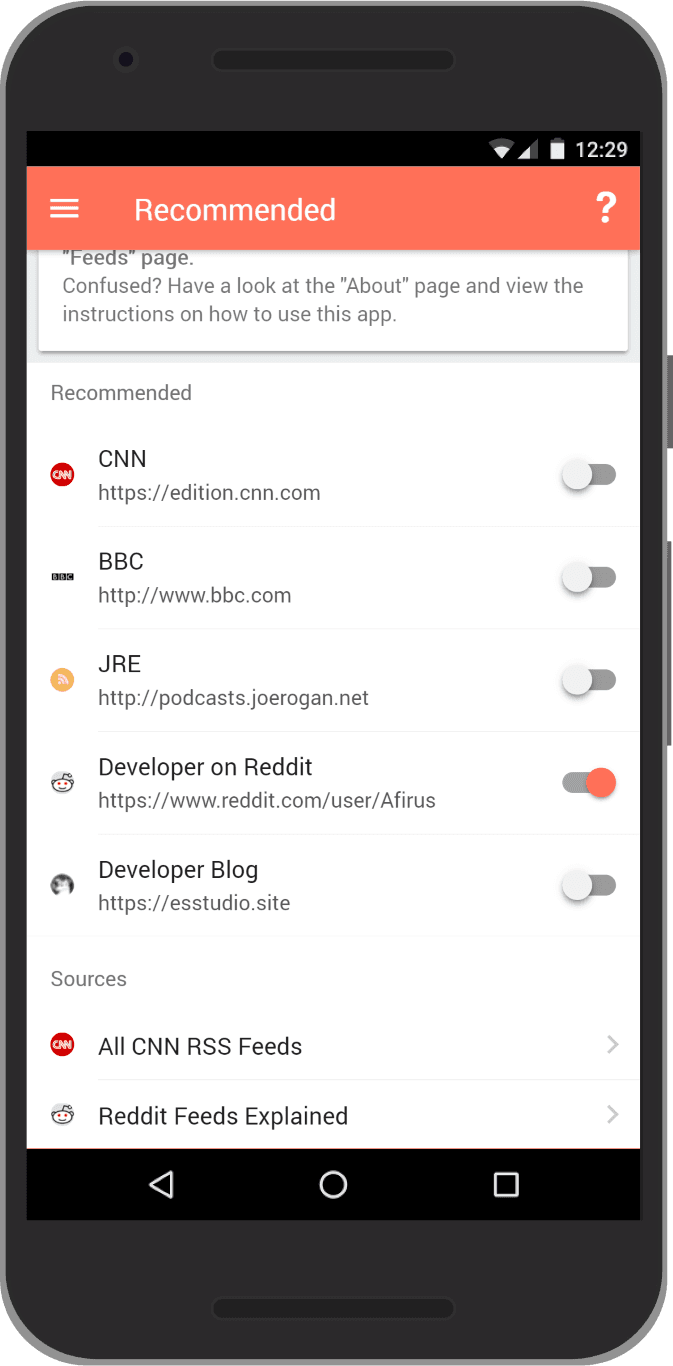 12:29
Recommended
?
"Feeds" page.
Confused? Have a look at the "About" page and view the
instructions on how to use this app.
Recommended
CNN
CNN
https://edition.cnn.com
BBC
BBC
http://www.bbc.com
JRE
http://podcasts.joerogan.net
Developer on Reddit
https://www.reddit.com/user/Afirus
Developer Blog
https://esstudio.site
Sources
CNN
All CNN RSS Feeds
Reddit Feeds Explained